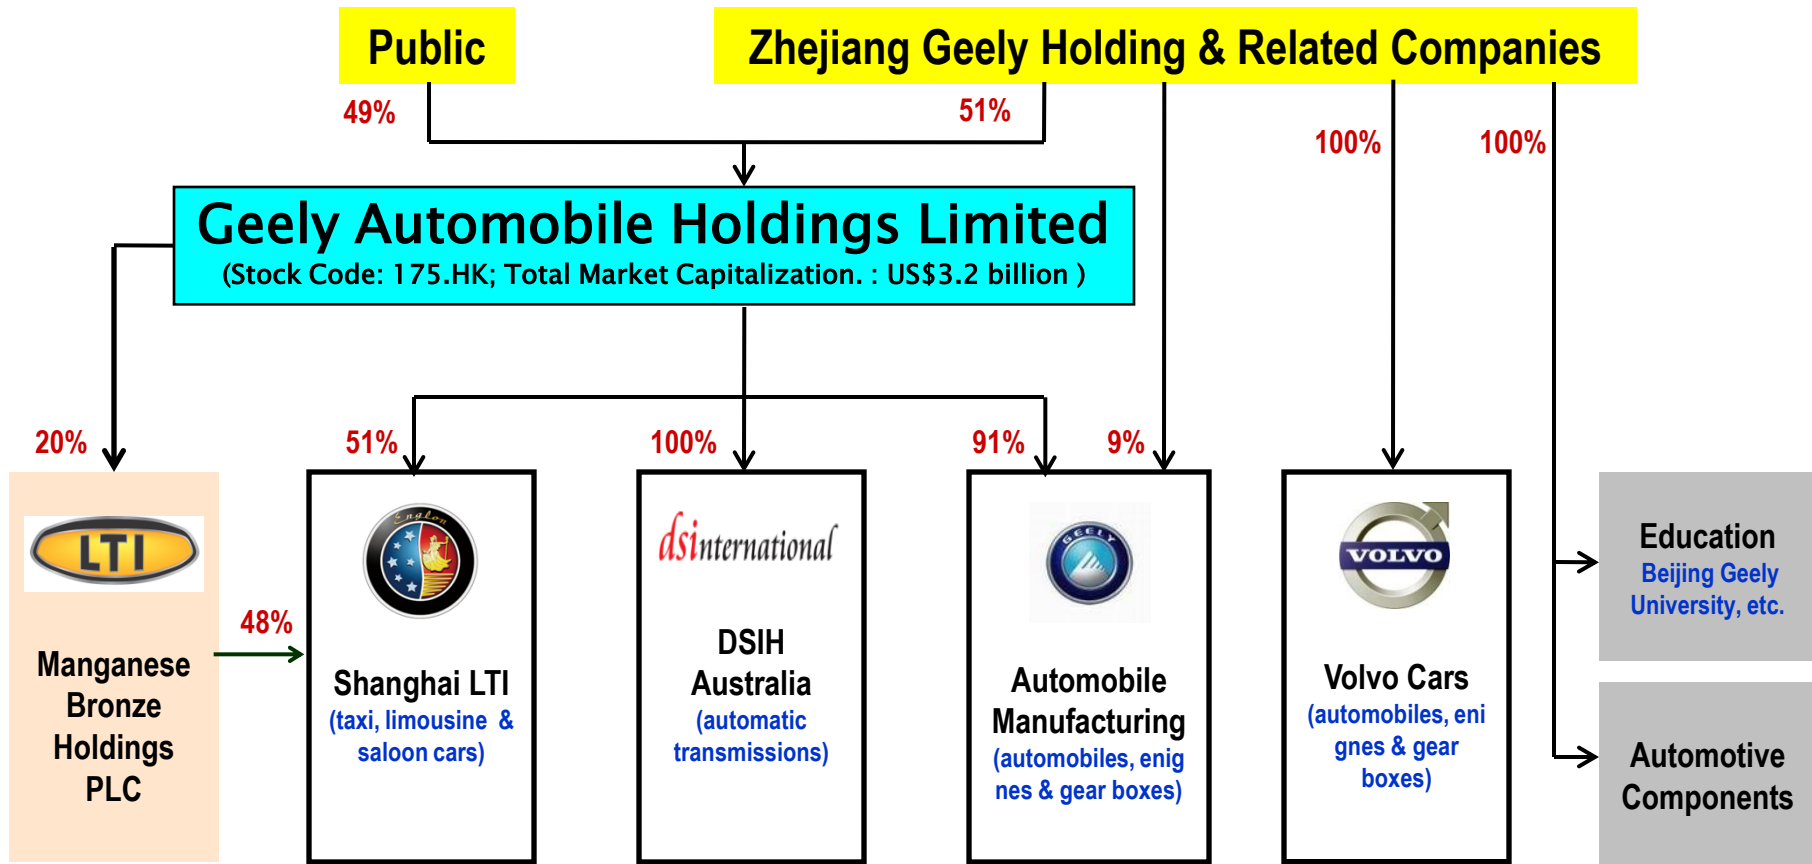 Public
Zhejiang Geely Holding & Related Companies
49%
51%
100%
100%
Geely Automobile Holdings Limited
(Stock Code: 175.HK; Total Market Capitalization. : US$3.2 billion )
20%
51%
100%
91%
9%
LTI
Manganese
Bronze
Holdings
PLC
48%
Englon
Shanghai LTI
(taxi, limousine &
saloon cars)
dsinternational
DSIH
Australia
(automatic
transmissions)
GEELY
Automobile
Manufacturing
(automobiles, enig
nes & gear boxes)
VOLVO
Volvo Cars
(automobiles, eni
gnes & gear
boxes)
Education
Beijing Geely
University, etc.
Automotive
Components